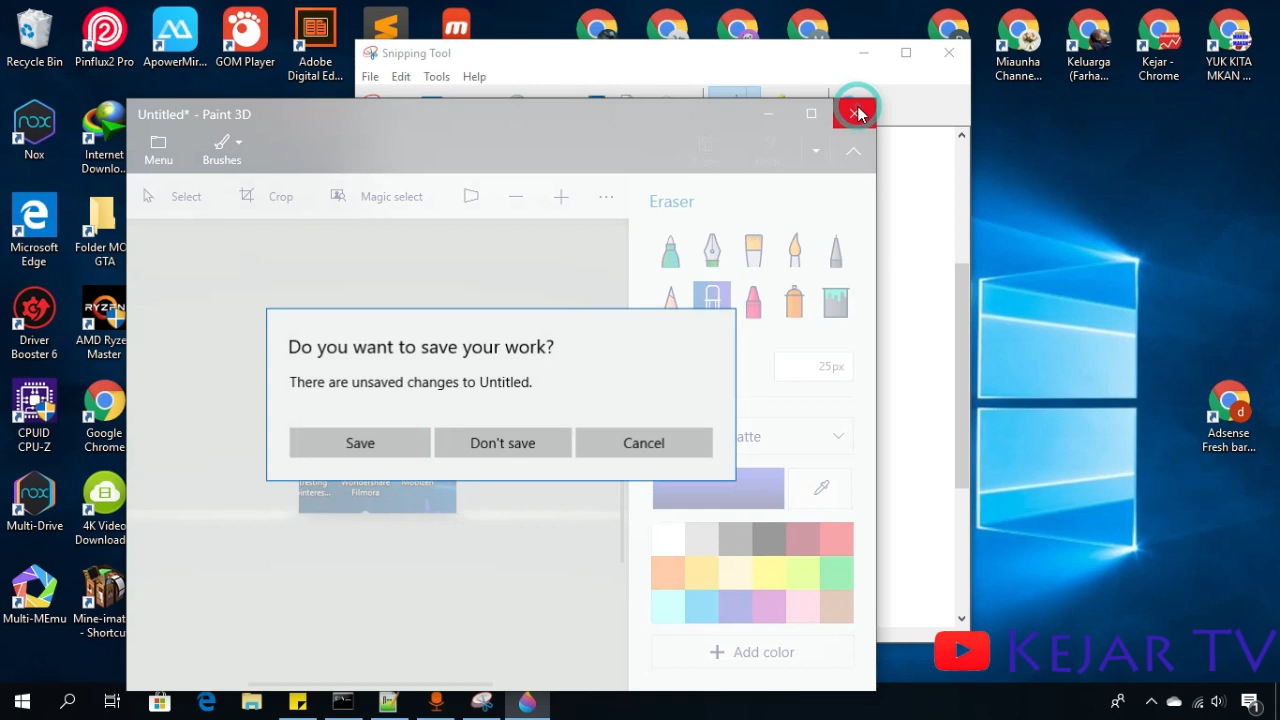 Recycle Bin
Pinflux2 Pro
ApowerMir...
GOM Player
Adobe
Digital Ed...
Snipping Tool
File Edit Tools Help
Miaunha
Channe...
Keluarga
(Farha...
Kejar -
Chrome
YUK KITA
MKAN ...
Untitled* - Paint 3D
Menu
Brushes
Nox
Internet
Downlo...
Select
Crop
Magic select
Eraser
Microsoft
Edge
Folder MO
GTA
25px
Driver
Booster 6
AMD Ryze
Master
Do you want to save your work?
There are unsaved changes to Untitled.
Save
Don't save
Cancel
atte
CPUID
CPU-Z
Google
Chrome
Adsense
Fresh bar...
Wondershare
Filmora
Mobizen
Multi-Drive
4K Video
Downloade
Multi-MEmu
Mine-imat
- Shortcu
Add color
Kejar TV